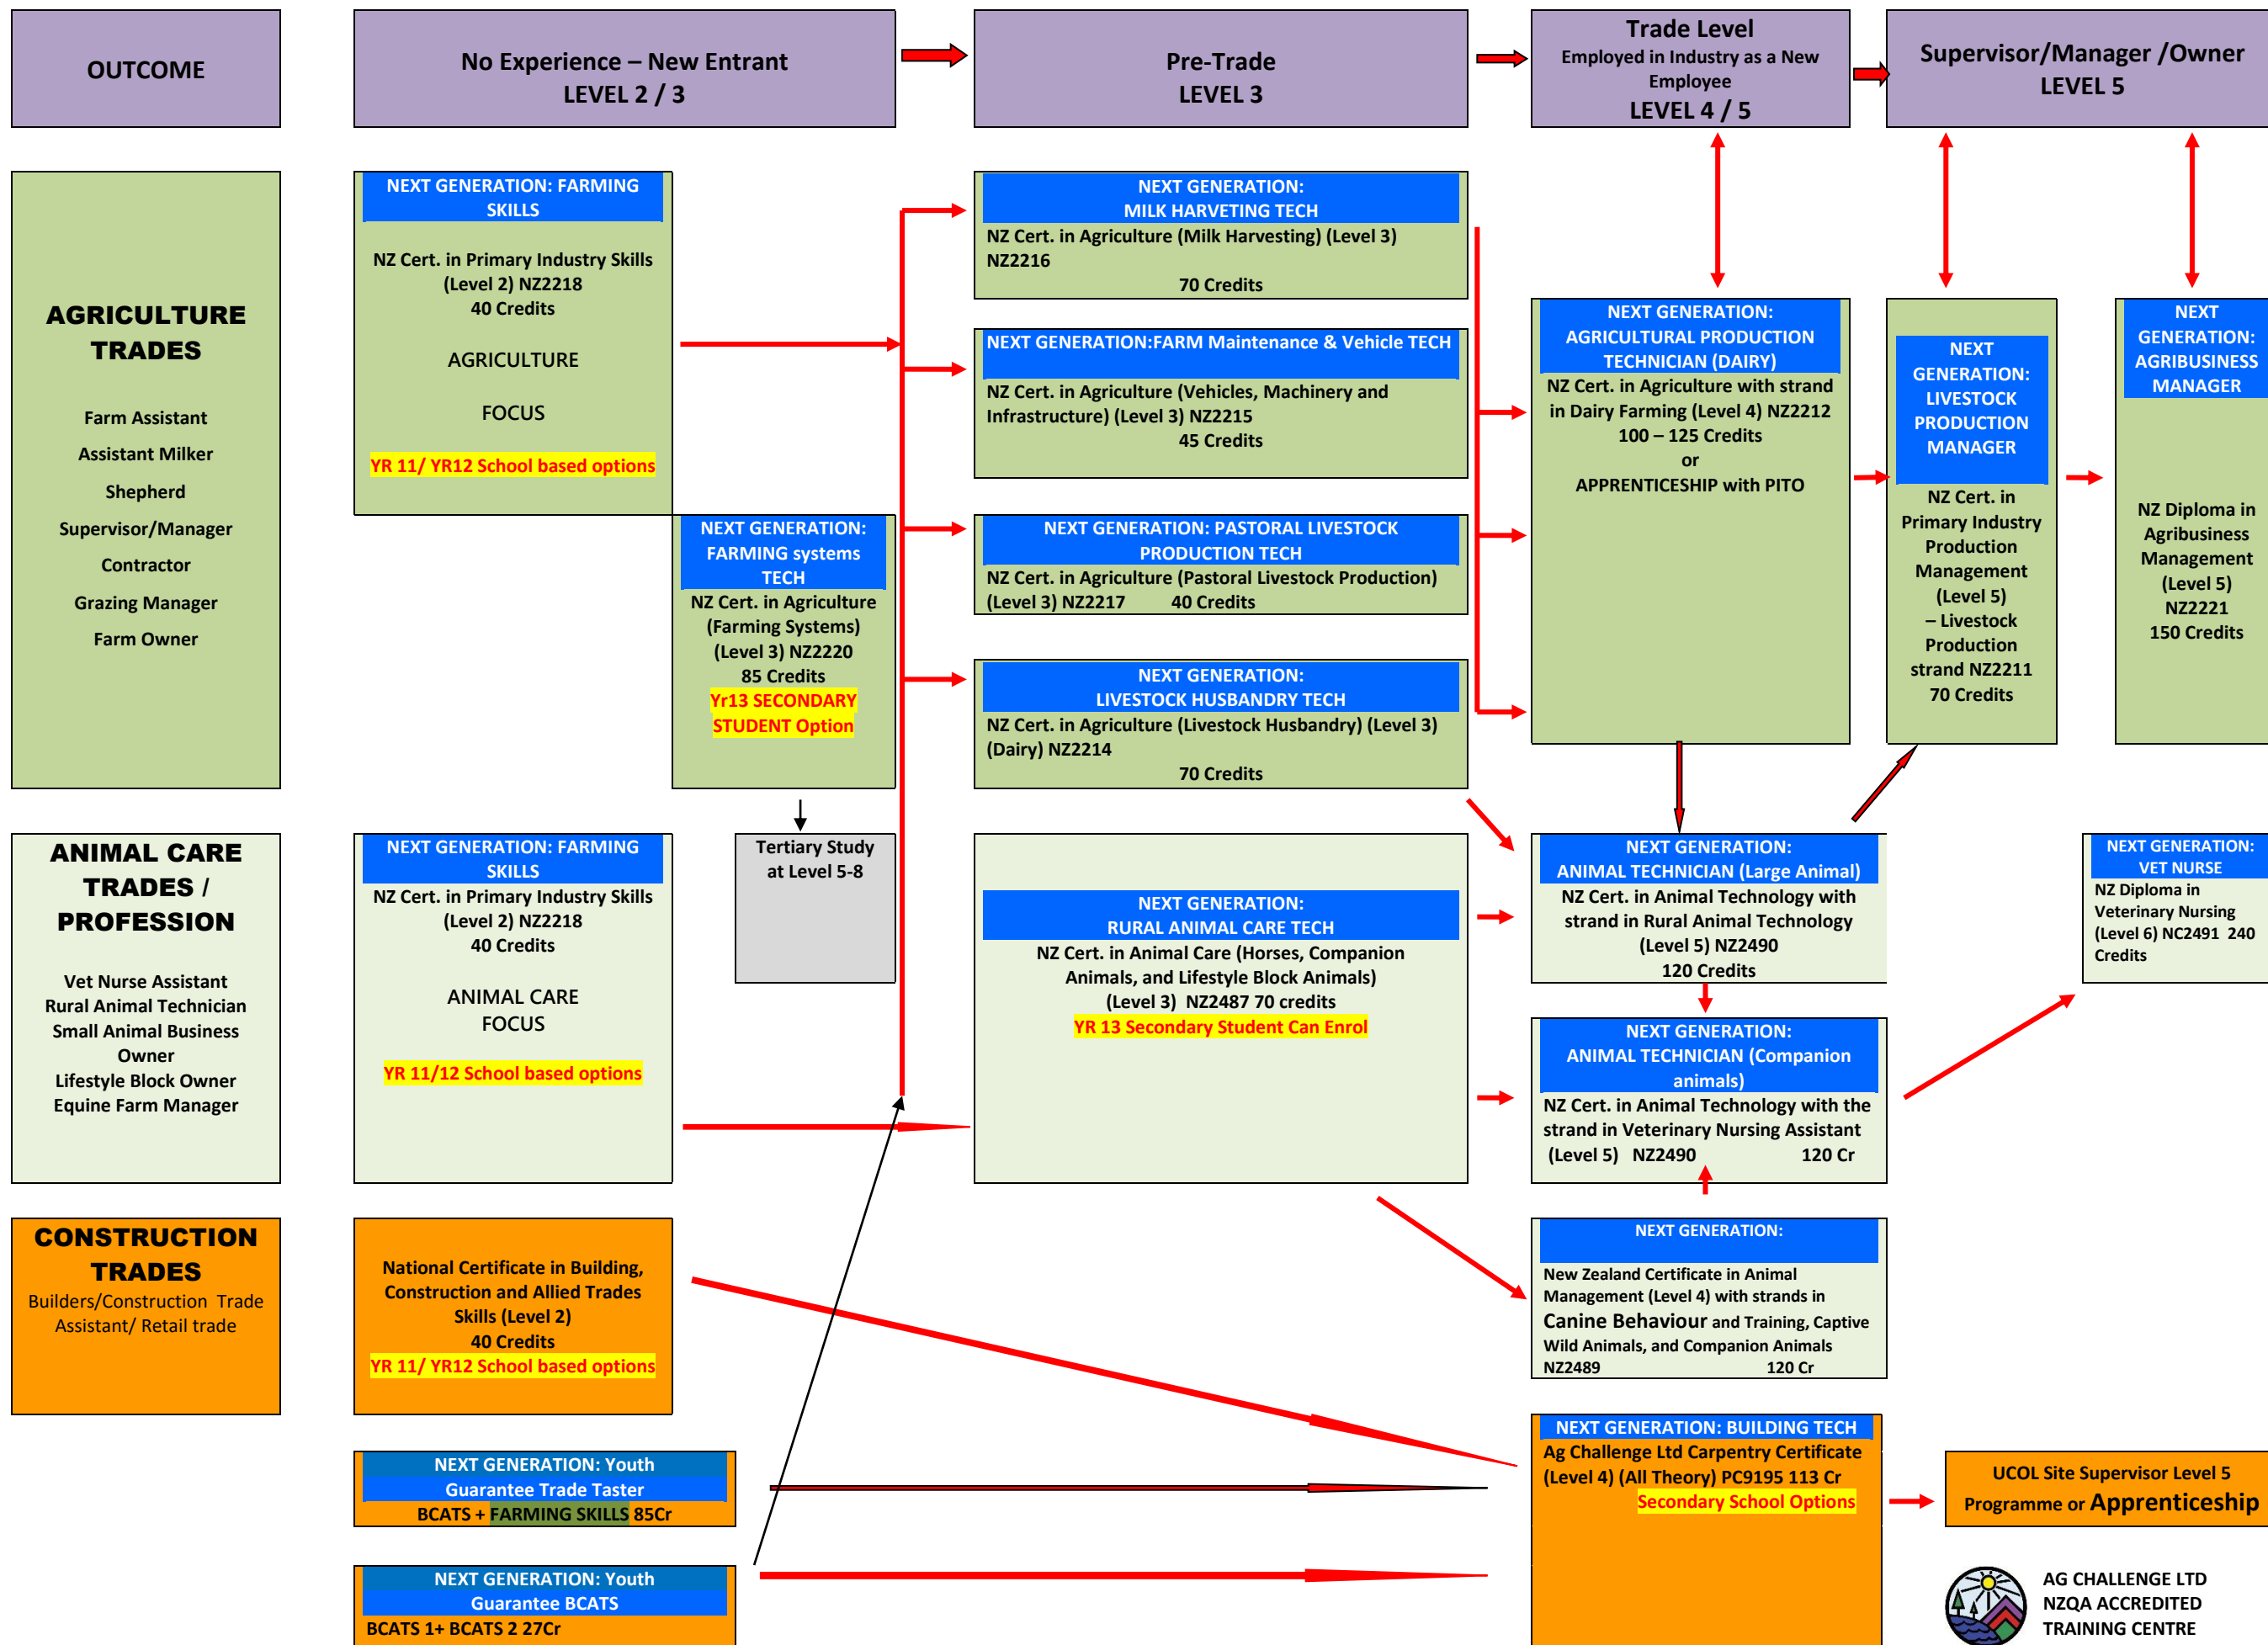 OUTCOME
No Experience – New Entrant
LEVEL 2 / 3
Pre-Trade
LEVEL 3
Trade Level
Employed in Industry as a New
Employee
LEVEL 4 / 5
Supervisor/Manager /Owner
LEVEL 5
AGRICULTURE
TRADES
Farm Assistant
Assistant Milker
Shepherd
Supervisor/Manager
Contractor
Grazing Manager
Farm Owner
NEXT GENERATION: FARMING
SKILLS
NZ Cert. in Primary Industry Skills
(Level 2) NZ2218
40 Credits
AGRICULTURE
FOCUS
YR 11/ YR12 School based options
NEXT GENERATION:
FARMING systems
TECH
NZ Cert. in Agriculture
(Farming Systems)
(Level 3) NZ2220
85 Credits
Yr13 SECONDARY
STUDENT Option
NEXT GENERATION:
MILK HARVETING TECH
NZ Cert. in Agriculture (Milk Harvesting) (Level 3)
NZ2216
70 Credits
NEXT GENERATION:FARM Maintenance & Vehicle TECH
NZ Cert. in Agriculture (Vehicles, Machinery and
Infrastructure) (Level 3) NZ2215
45 Credits
NEXT GENERATION: PASTORAL LIVESTOCK
PRODUCTION TECH
NZ Cert. in Agriculture (Pastoral Livestock Production)
(Level 3) NZ2217 40 Credits
NEXT GENERATION:
LIVESTOCK HUSBANDRY TECH
NZ Cert. in Agriculture (Livestock Husbandry) (Level 3)
(Dairy) NZ2214
70 Credits
NEXT GENERATION:
AGRICULTURAL PRODUCTION
TECHNICIAN (DAIRY)
NZ Cert. in Agriculture with strand
in Dairy Farming (Level 4) NZ2212
100 – 125 Credits
or
APPRENTICESHIP with PITO
NEXT
GENERATION:
LIVESTOCK
PRODUCTION
MANAGER
NZ Cert. in
Primary Industry
Production
Management
(Level 5)
– Livestock
Production
strand NZ2211
70 Credits
NEXT
GENERATION:
AGRIBUSINESS
MANAGER
NZ Diploma in
Agribusiness
Management
(Level 5)
NZ2221
150 Credits
ANIMAL CARE
TRADES /
PROFESSION
Vet Nurse Assistant
Rural Animal Technician
Small Animal Business
Owner
Lifestyle Block Owner
Equine Farm Manager
NEXT GENERATION: FARMING
SKILLS
NZ Cert. in Primary Industry Skills
(Level 2) NZ2218
40 Credits
ANIMAL CARE
FOCUS
YR 11/12 School based options
Tertiary Study
at Level 5-8
NEXT GENERATION:
RURAL ANIMAL CARE TECH
NZ Cert. in Animal Care (Horses, Companion
Animals, and Lifestyle Block Animals)
(Level 3) NZ2487 70 credits
YR 13 Secondary Student Can Enrol
NEXT GENERATION:
ANIMAL TECHNICIAN (Large Animal)
NZ Cert. in Animal Technology with
strand in Rural Animal Technology
(Level 5) NZ2490
120 Credits
NEXT GENERATION:
ANIMAL TECHNICIAN (Companion
animals)
NZ Cert. in Animal Technology with the
strand in Veterinary Nursing Assistant
(Level 5) NZ2490 120 Cr
NEXT GENERATION:
VET NURSE
NZ Diploma in
Veterinary Nursing
(Level 6) NC2491 240
Credits
NEXT GENERATION:
New Zealand Certificate in Animal
Management (Level 4) with strands in
Canine Behaviour and Training, Captive
Wild Animals, and Companion Animals
NZ2489 120 Cr
CONSTRUCTION
TRADES
Builders/Construction Trade
Assistant/ Retail trade
National Certificate in Building,
Construction and Allied Trades
Skills (Level 2)
40 Credits
YR 11/ YR12 School based options
NEXT GENERATION: Youth
Guarantee Trade Taster
BCATS + FARMING SKILLS 85Cr
NEXT GENERATION: Youth
Guarantee BCATS
BCATS 1+ BCATS 2 27Cr
NEXT GENERATION: BUILDING TECH
Ag Challenge Ltd Carpentry Certificate
(Level 4) (All Theory) PC9195 113 Cr
Secondary School Options
UCOL Site Supervisor Level 5
Programme or Apprenticeship
AG CHALLENGE LTD
NZQA ACCREDITED
TRAINING CENTRE